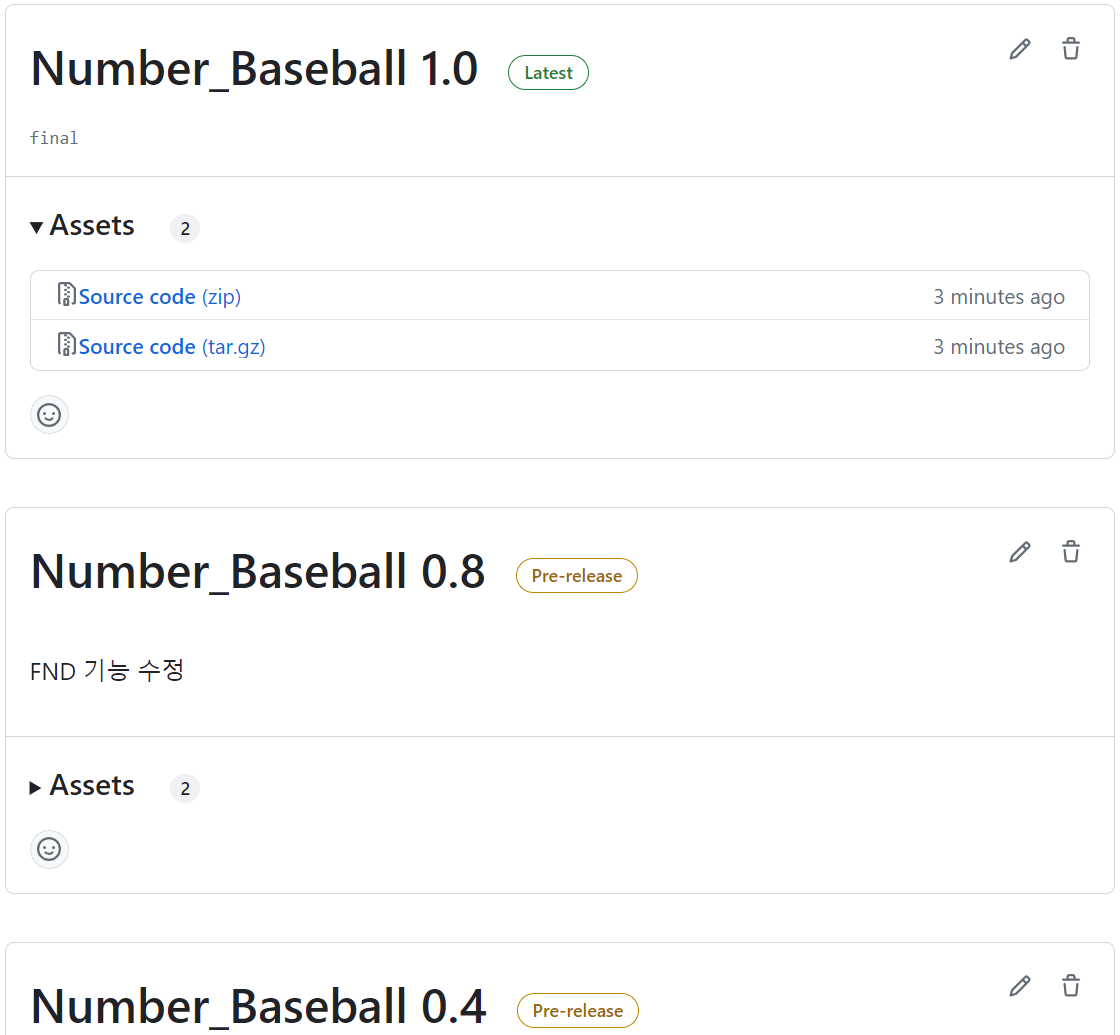 Number_Baseball 1.0 Latest
final
Assets 2
Source code (zip) 3 minutes ago
Source code (tar.gz) 3 minutes ago
Number_Baseball 0.8 Pre-release
FND 기능 수정
Assets 2
Number_Baseball 0.4 Pre-release